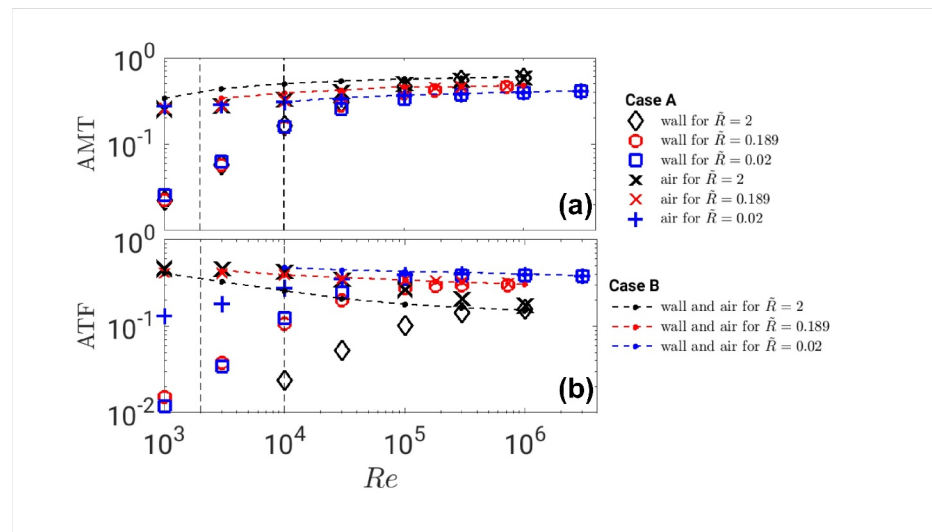 10^0
10^-1
10^0
AMT
(a)
10^0
10^-1
10^-2
ATF
(b)
10^3 10^4 10^5 10^6
Re
Case A
wall for R̃ = 2
wall for R̃ = 0.189
wall for R̃ = 0.02
air for R̃ = 2
air for R̃ = 0.189
air for R̃ = 0.02
Case B
wall and air for R̃ = 2
wall and air for R̃ = 0.189
wall and air for R̃ = 0.02